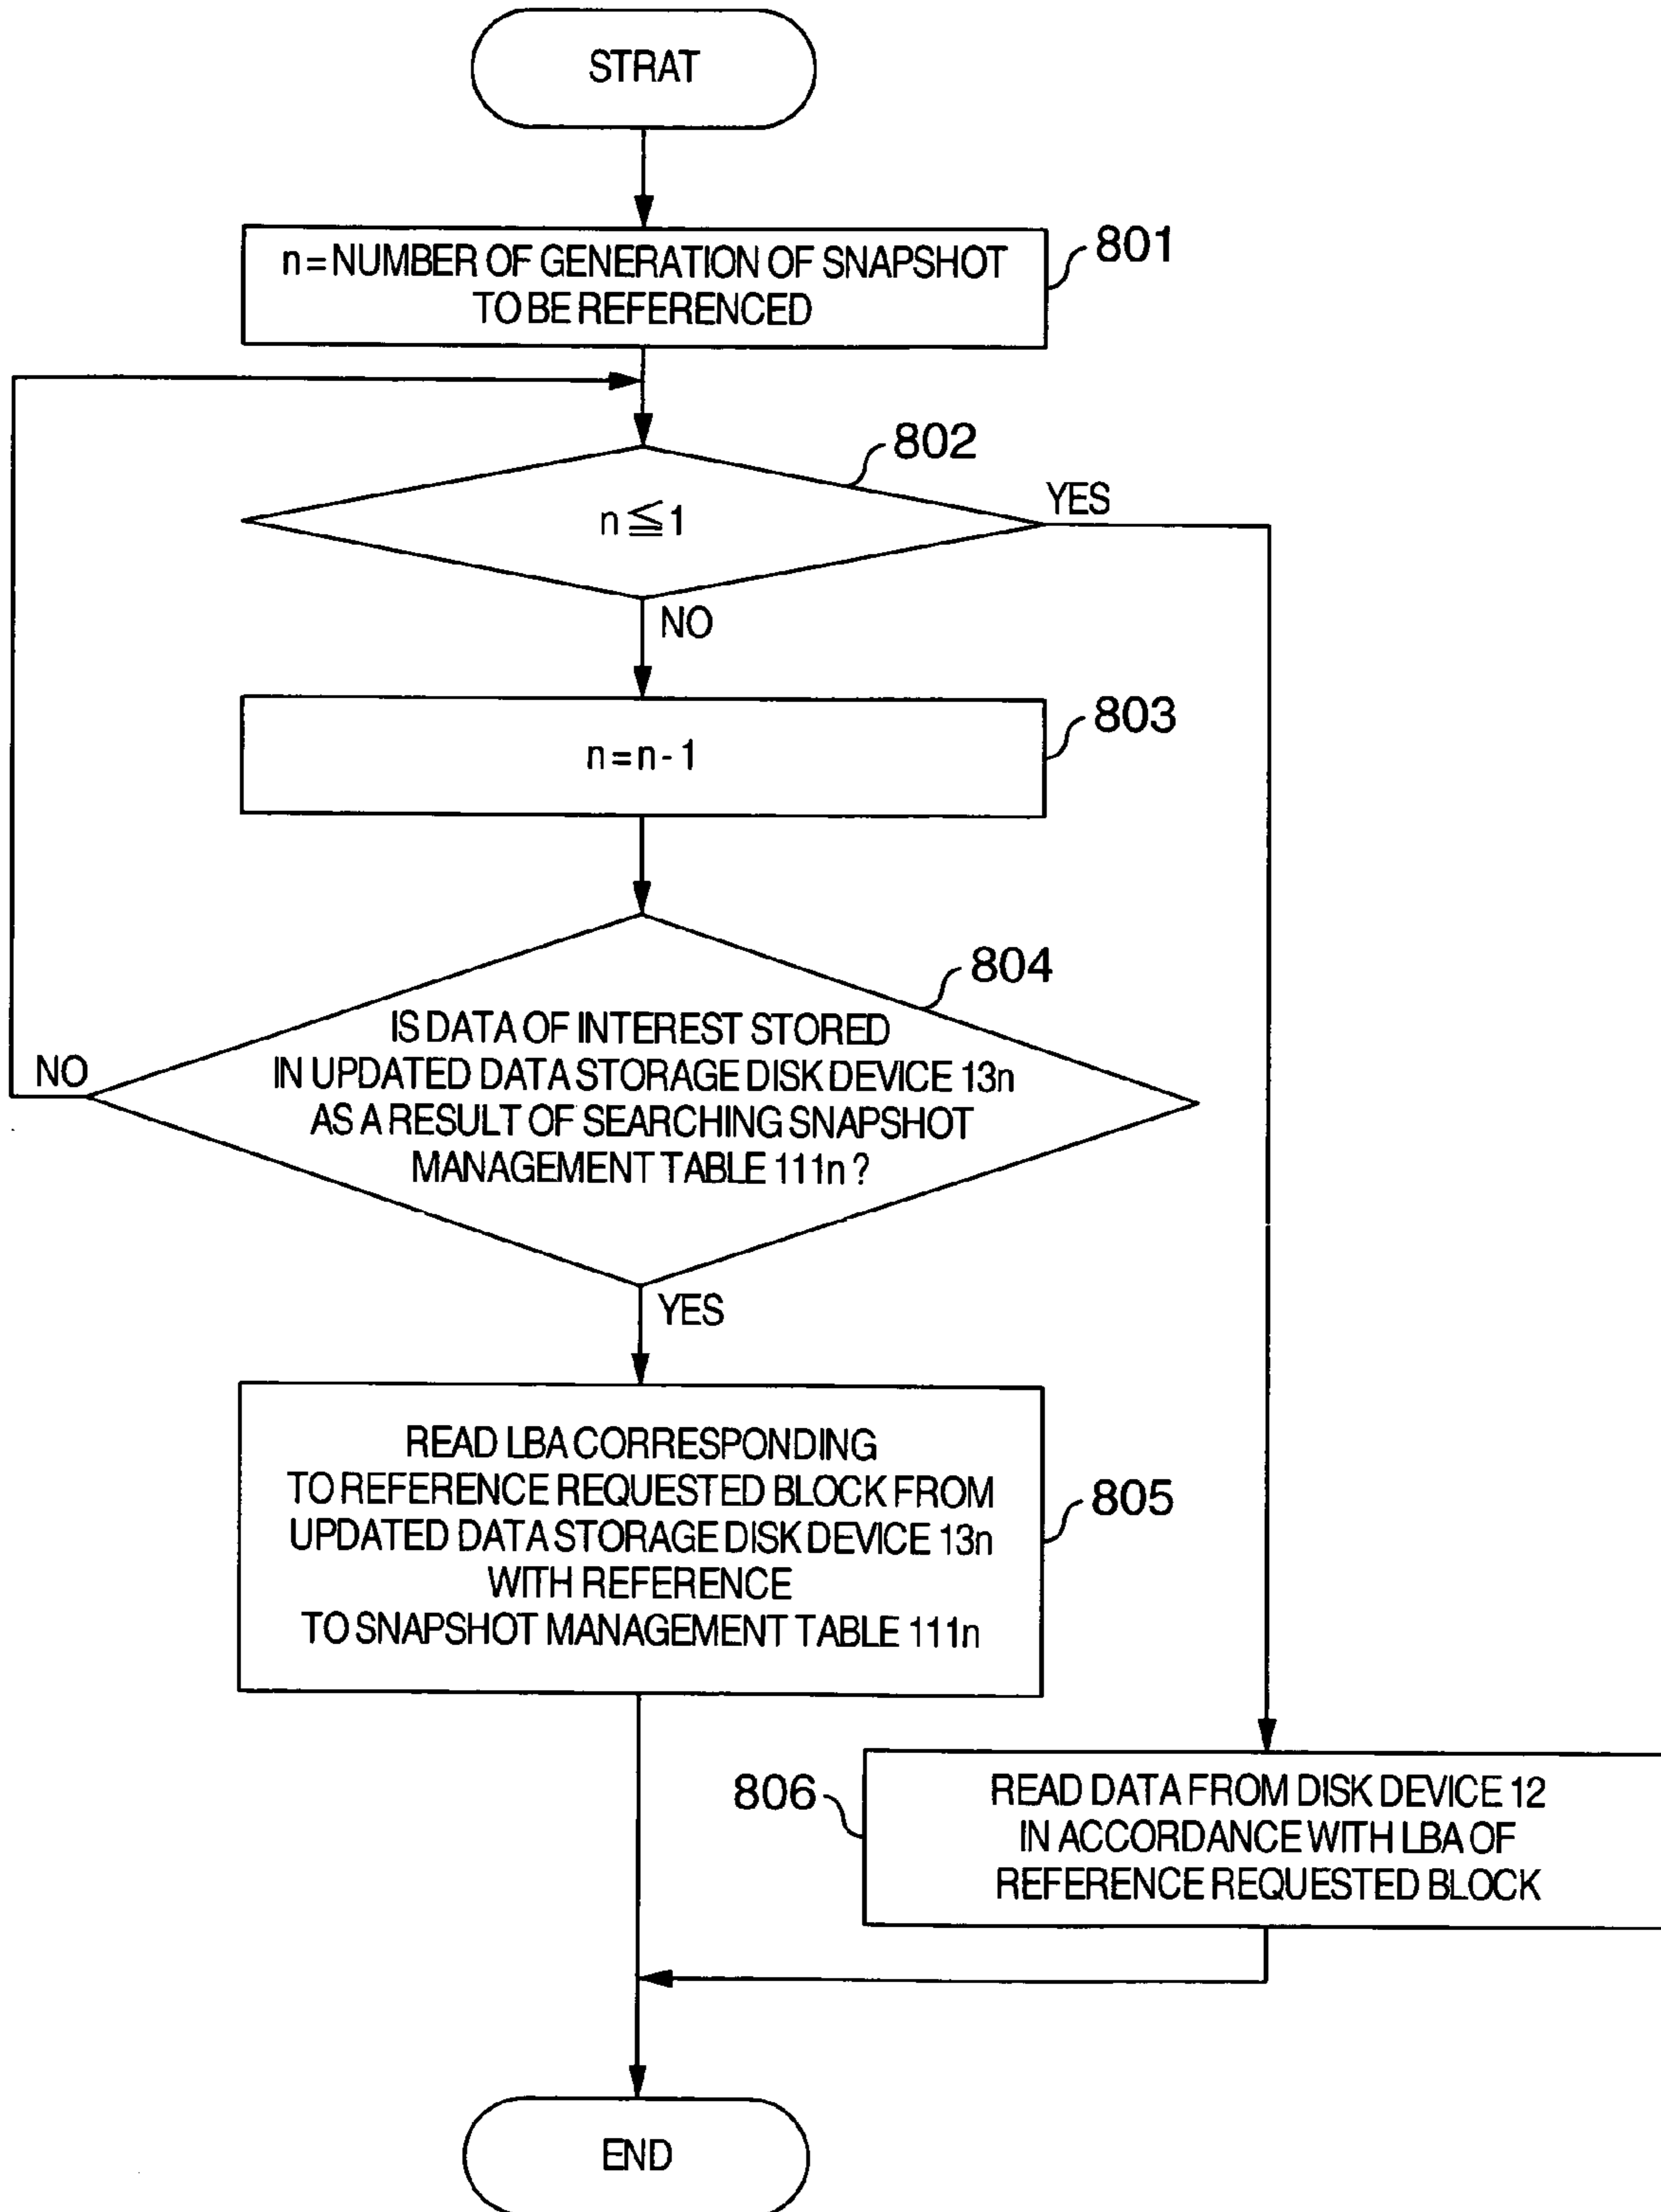 STRAT
n=NUMBER OF GENERATION OF SNAPSHOT
TO BE REFERENCED
801
802
n≦1
YES
NO
803
n=n-1
804
IS DATA OF INTEREST STORED
IN UPDATED DATA STORAGE DISK DEVICE 13n
AS A RESULT OF SEARCHING SNAPSHOT
MANAGEMENT TABLE 111n?
NO
YES
READ LBA CORRESPONDING
TO REFERENCE REQUESTED BLOCK FROM
UPDATED DATA STORAGE DISK DEVICE 13n
WITH REFERENCE
TO SNAPSHOT MANAGEMENT TABLE 111n
805
806
READ DATA FROM DISK DEVICE 12
IN ACCORDANCE WITH LBA OF
REFERENCE REQUESTED BLOCK
END